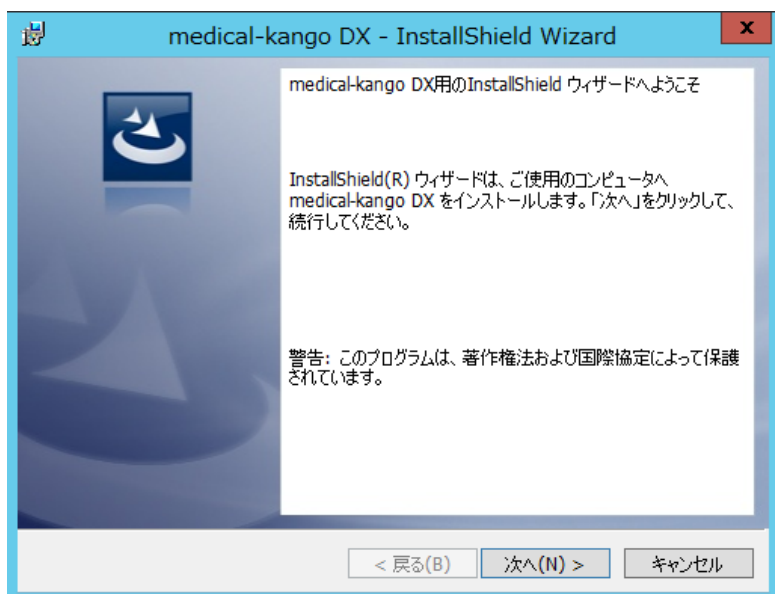 medical-kango DX - InstallShield Wizard
x
medical-kango DX用のInstallShield ウィザードへようこそ
InstallShield(R) ウィザードは、ご使用のコンピュータへ
medical-kango DX をインストールします。「次へ」をクリックして、
続行してください。
警告: このプログラムは、著作権法および国際協定によって保護
されています。
< 戻る(B)
次へ(N) >
キャンセル